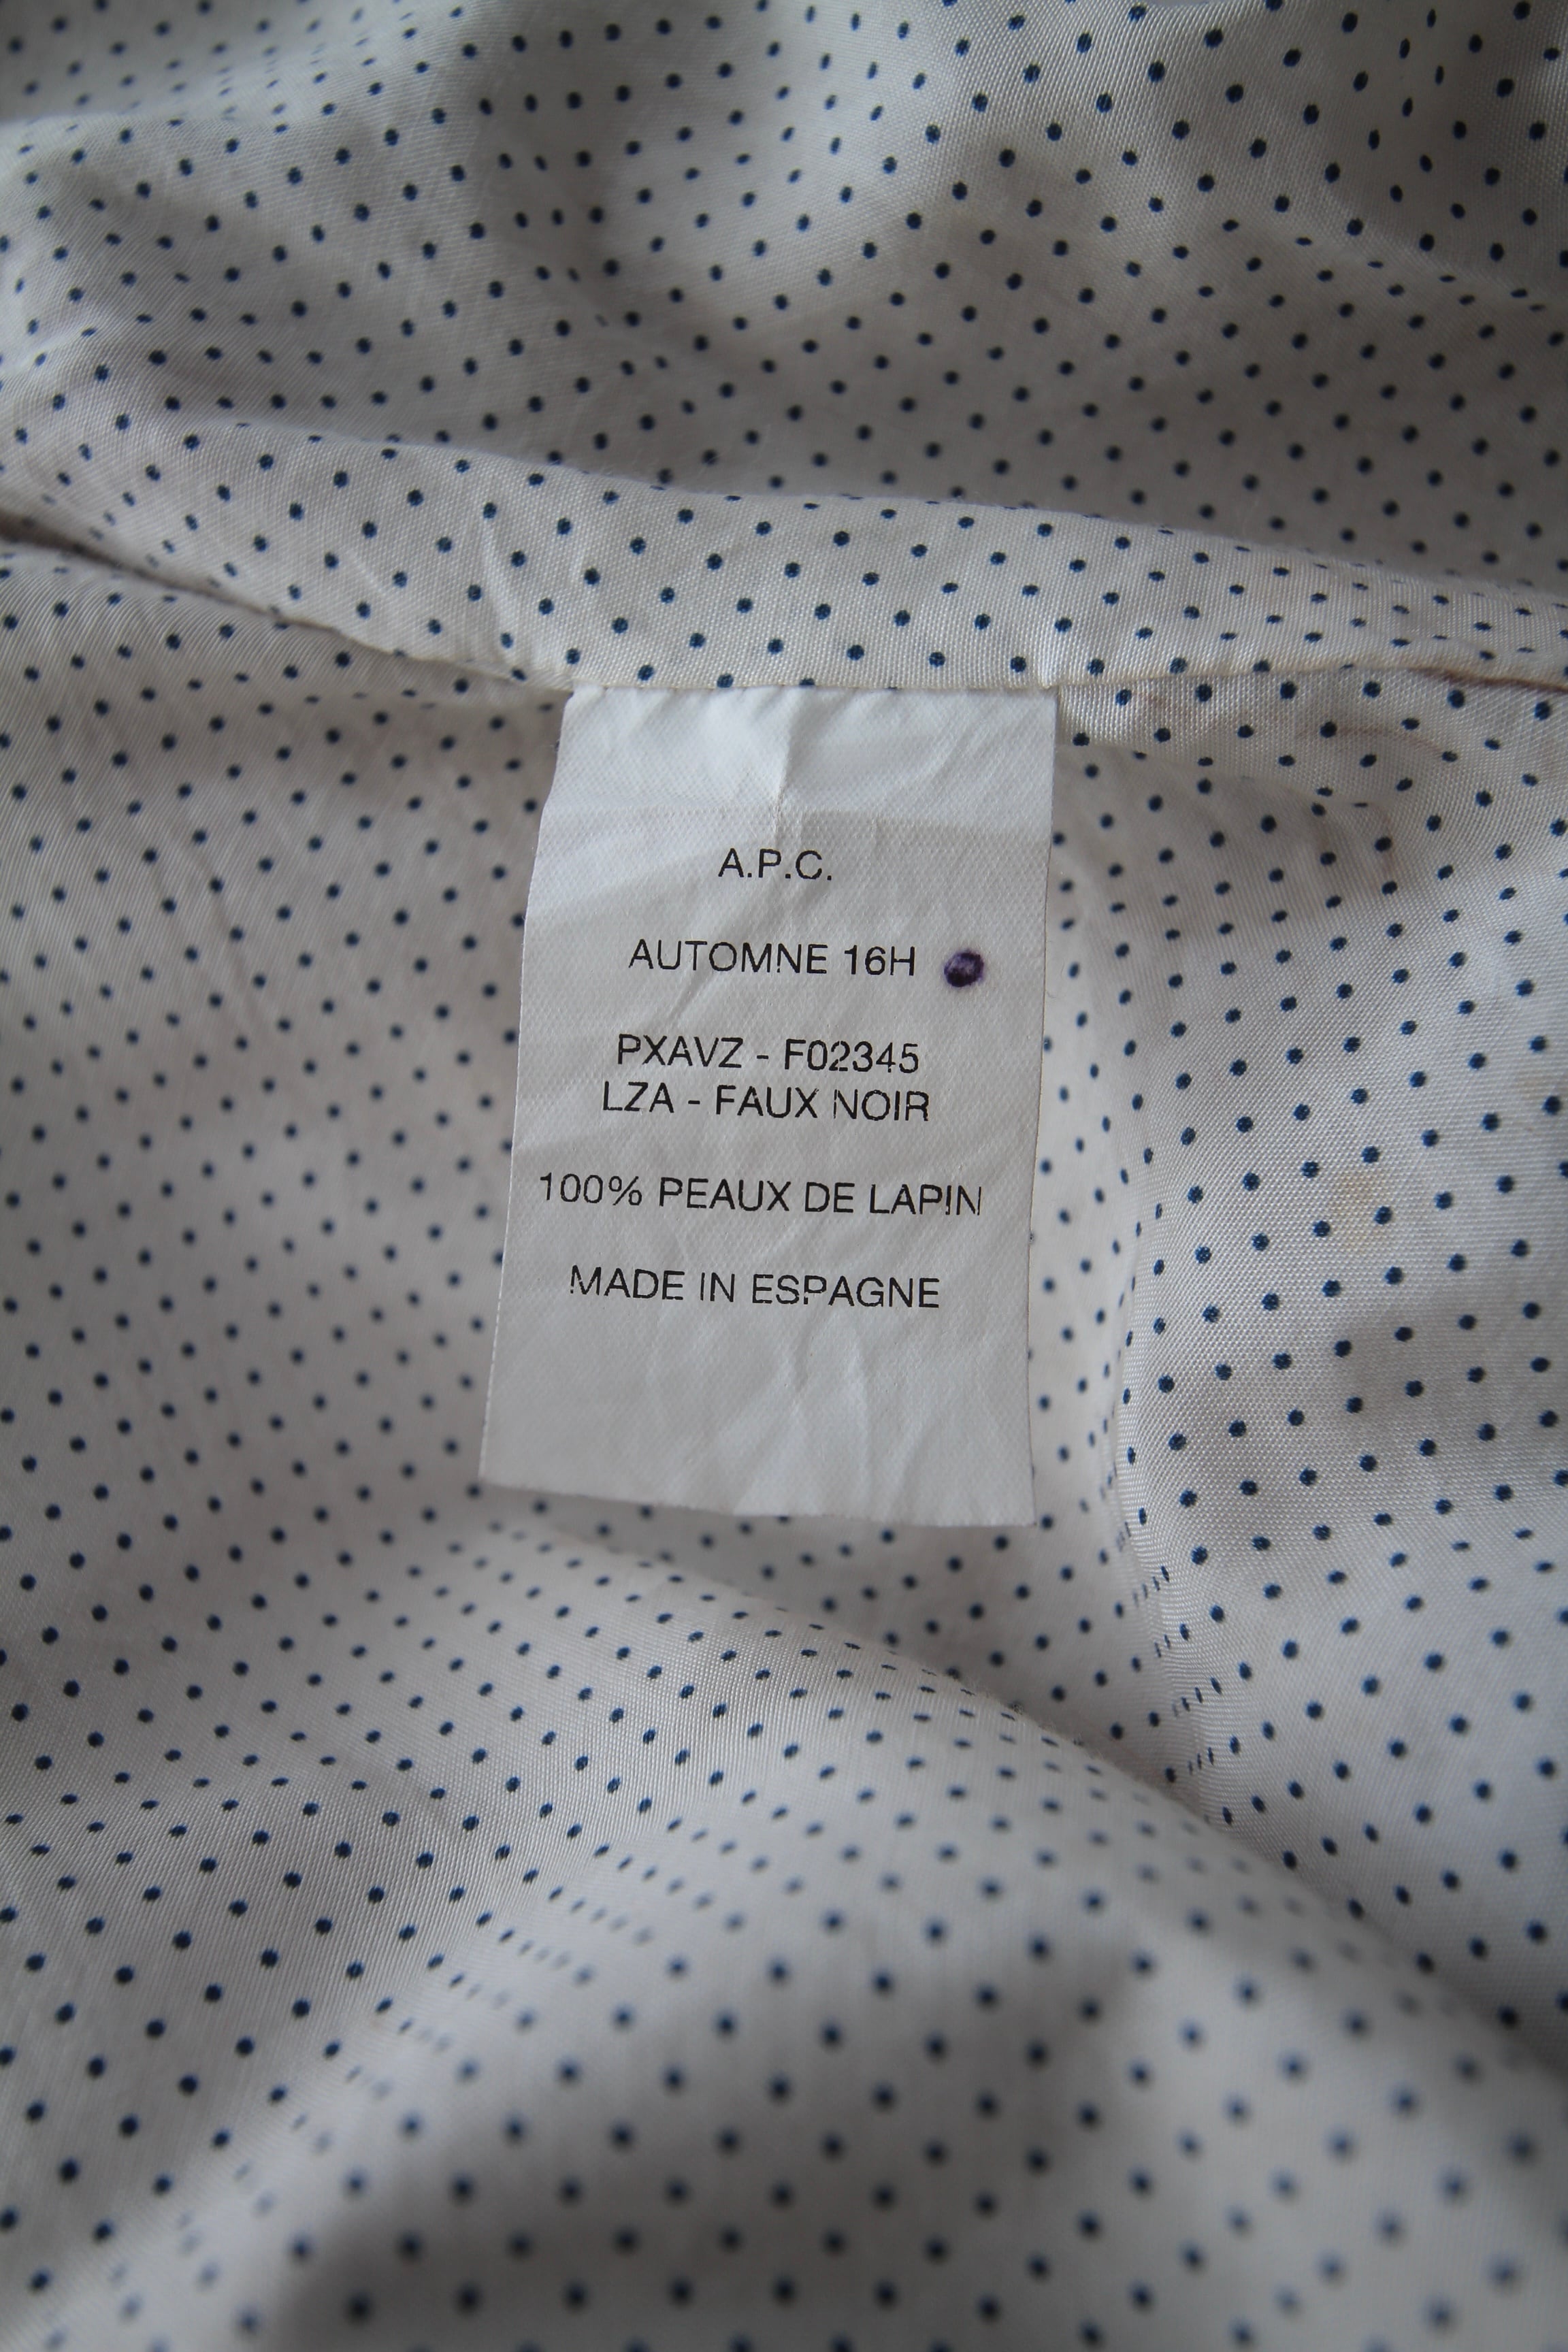 A.P.C.
AUTOMNE 16H
PXAVZ - F02345
LZA - FAUX NOIR
100% PEAUX DE LAPIN
MADE IN ESPAGNE